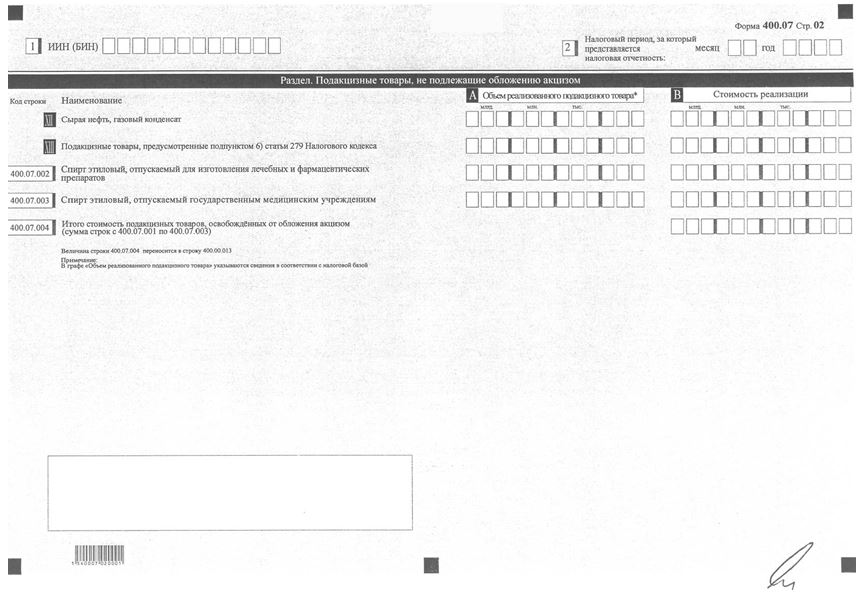 Форма 400.07 Стр. 02
1 ИИН (БИН)
2 Налоговый период, за который
представляется месяц год
налоговая отчетность:
Раздел. Подакцизные товары, не подлежащие обложению акцизом
Код строки Наименование
A Объем реализованного подакцизного товара*
B Стоимость реализации
млрд. млн. тыс.
млрд. млн. тыс.
XII Сырая нефть, газовый конденсат
XIII Подакцизные товары, предусмотренные подпунктом 6) статьи 279 Налогового кодекса
400.07.002 Спирт этиловый, отпускаемый для изготовления лечебных и фармацевтических
препаратов
400.07.003 Спирт этиловый, отпускаемый государственным медицинским учреждениям
400.07.004 Итого стоимость подакцизных товаров, освобождённых от обложения акцизом
(сумма строк с 400.07.001 по 400.07.003)
Величина строки 400.07.004 переносится в строку 400.00.013
Примечание:
В графе «Объем реализованного подакцизного товара» указываются сведения в соответствии с налоговой базой